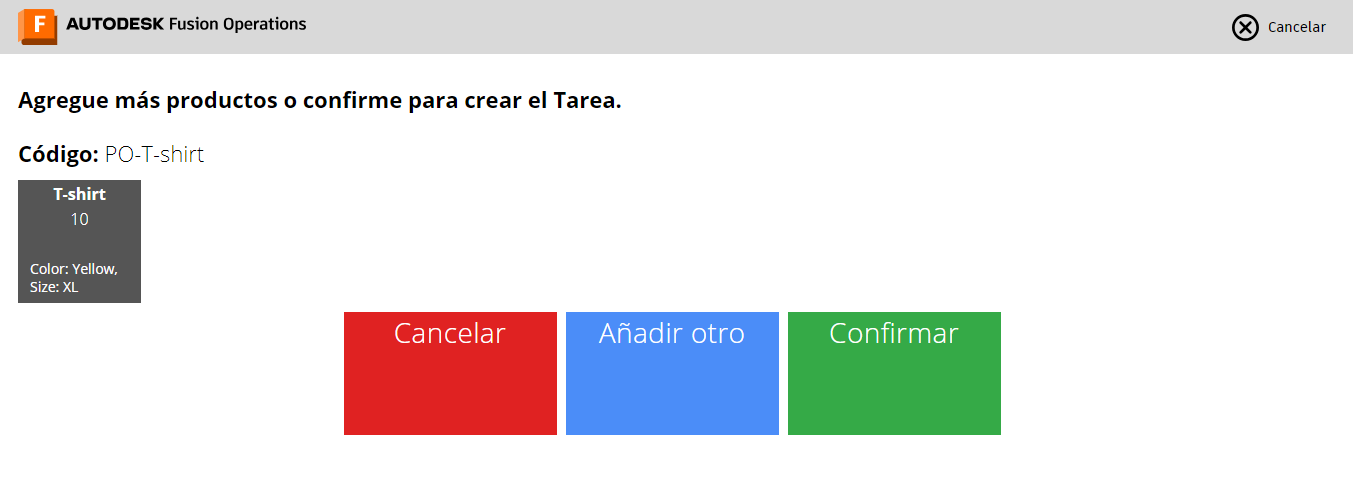 F AUTODESK Fusion Operations
Cancelar
Agregue más productos o confirme para crear el Tarea.
Código: PO-T-shirt
T-shirt
10
Color: Yellow,
Size: XL
Cancelar
Añadir otro
Confirmar